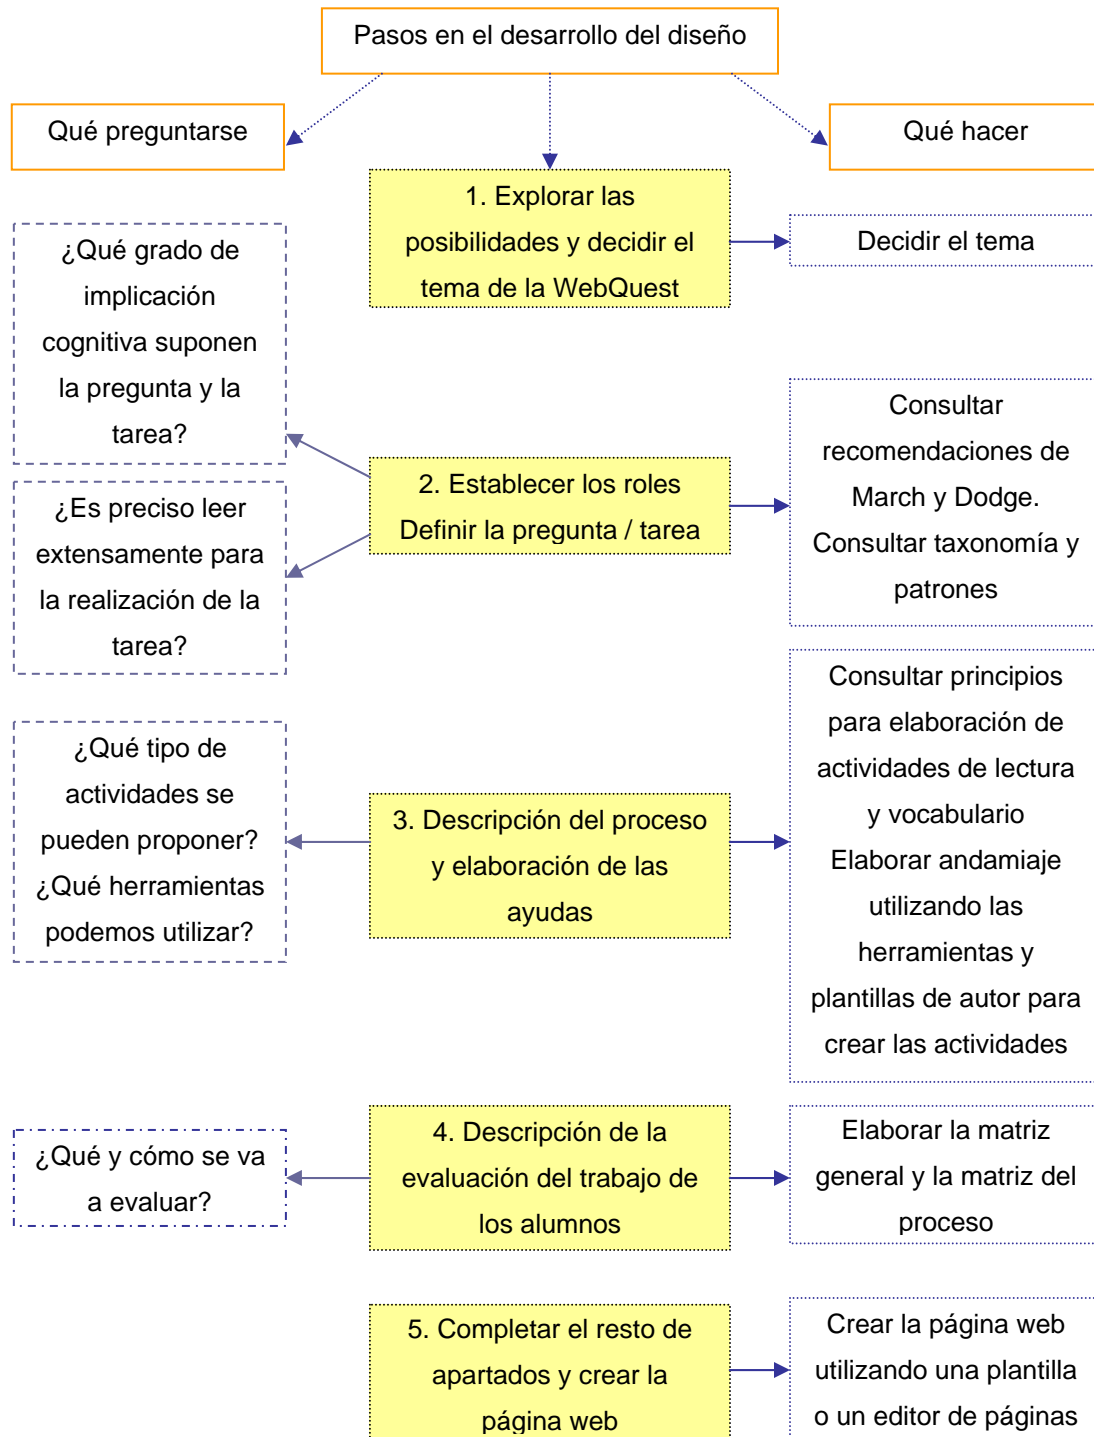 Pasos en el desarrollo del diseño
Qué preguntarse
Qué hacer
1. Explorar las
posibilidades y decidir el
tema de la WebQuest
Decidir el tema
¿Qué grado de
implicación
cognitiva suponen
la pregunta y la
tarea?
¿Es preciso leer
extensamente para
la realización de la
tarea?
2. Establecer los roles
Definir la pregunta / tarea
Consultar
recomendaciones de
March y Dodge.
Consultar taxonomía y
patrones
¿Qué tipo de
actividades se
pueden proponer?
¿Qué herramientas
podemos utilizar?
3. Descripción del proceso
y elaboración de las
ayudas
Consultar principios
para elaboración de
actividades de lectura
y vocabulario
Elaborar andamiaje
utilizando las
herramientas y
plantillas de autor para
crear las actividades
¿Qué y cómo se va
a evaluar?
4. Descripción de la
evaluación del trabajo de
los alumnos
Elaborar la matriz
general y la matriz del
proceso
5. Completar el resto de
apartados y crear la
página web
Crear la página web
utilizando una plantilla
o un editor de páginas